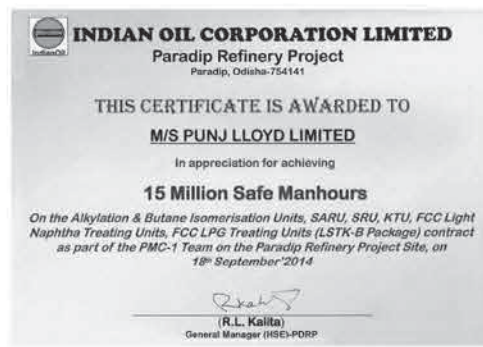 IndianOil
INDIAN OIL CORPORATION LIMITED
Paradip Refinery Project
Paradip, Odisha-754141
THIS CERTIFICATE IS AWARDED TO
M/S PUNJ LLOYD LIMITED
In appreciation for achieving
15 Million Safe Manhours
On the Alkylation & Butane Isomerisation Units, SARU, SRU, KTU, FCC Light
Naphtha Treating Units, FCC LPG Treating Units (LSTK-B Package) contract
as part of the PMC-1 Team on the Paradip Refinery Project Site, on
18th September'2014
(R.L. Kalita)
General Manager (HSE)-PDRP